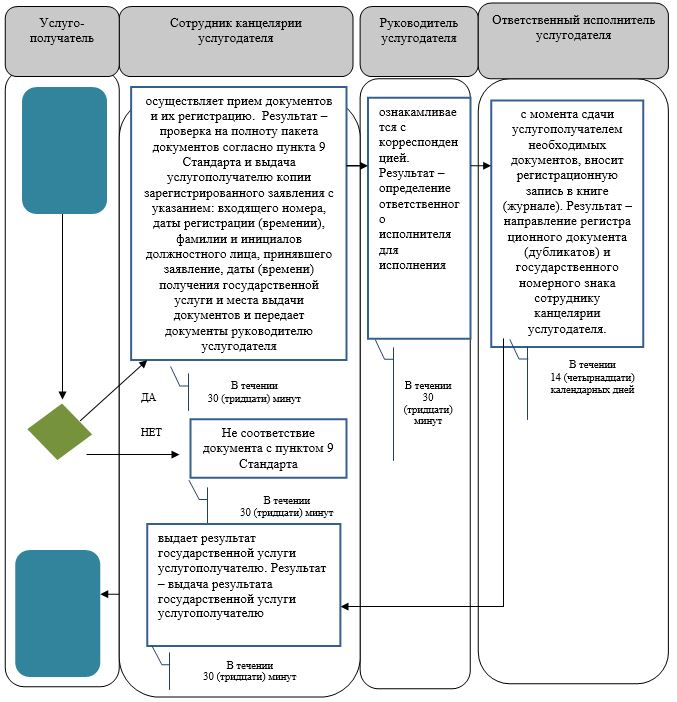 Услуго-
получатель
Сотрудник канцелярии
услугодателя
Руководитель
услугодателя
Ответственный исполнитель
услугодателя
осуществляет прием документов
и их регистрацию. Результат –
проверка на полноту пакета
документов согласно пункта 9
Стандарта и выдача
услугополучателю копии
зарегистрированного заявления с
указанием: входящего номера,
даты регистрации (времении),
фамилии и инициалов
должностного лица, принявшего
заявление, даты (времени)
получения государственной
услуги и места выдачи
документов и передает
документы руководителю
услугодателя
ознакамливае
тся с
корреспонден
цией.
Результат –
определение
ответственног
о
исполнителя
для
исполнения
с момента сдачи
услугополучателем
необходимых
документов, вносит
регистрационную
запись в книге
(журнале). Результат –
направление регистра
ционного документа
(дубликатов) и
государственного
номерного знака
сотруднику
канцелярии
услугодателя.
В течении
30 (тридцати) минут
В течении
30
(тридцати)
минут
В течении
14 (четырнадцати)
календарных дней
ДА
НЕТ
Не соответствие
документа с пунктом 9
Стандарта
В течении
30 (тридцати) минут
выдает результат
государственной услуги
услугополучателю. Результат
– выдача результата
государственной услуги
услугополучателю
В течении
30 (тридцати) минут